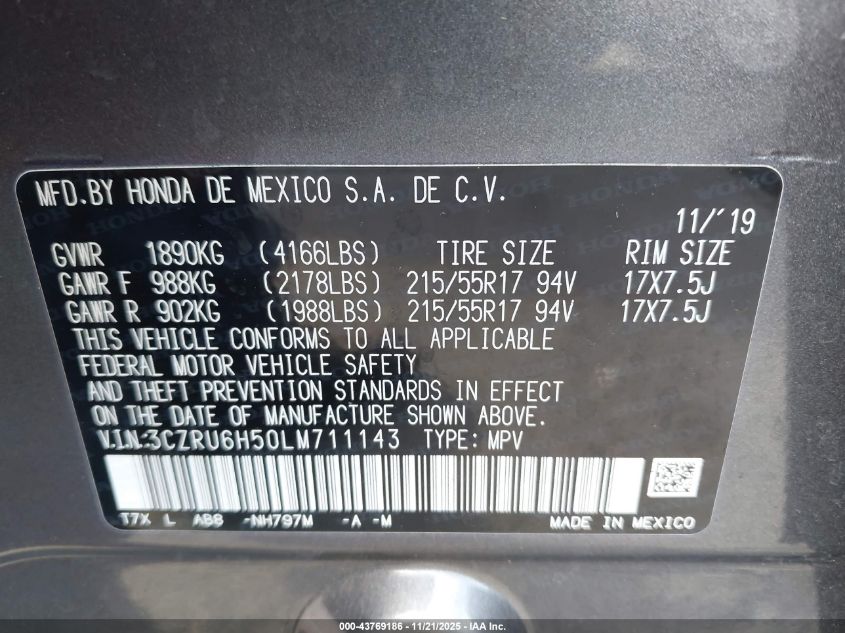 MFD.BY HONDA DE MEXICO S.A. DE C.V.
11/'19
GVWR 1890KG (4166LBS) TIRE SIZE RIM SIZE
GAWR F 988KG (2178LBS) 215/55R17 94V 17X7.5J
GAWR R 902KG (1988LBS) 215/55R17 94V 17X7.5J
THIS VEHICLE CONFORMS TO ALL APPLICABLE
FEDERAL MOTOR VEHICLE SAFETY
AND THEFT PREVENTION STANDARDS IN EFFECT
ON THE DATE OF MANUFACTURE SHOWN ABOVE.
V.I.N:3CZRU6H50LM711143 TYPE: MPV
T7X L AB8 -NH797M -A -M MADE IN MEXICO
000-43769186 - 11/21/2025 - IAA Inc.